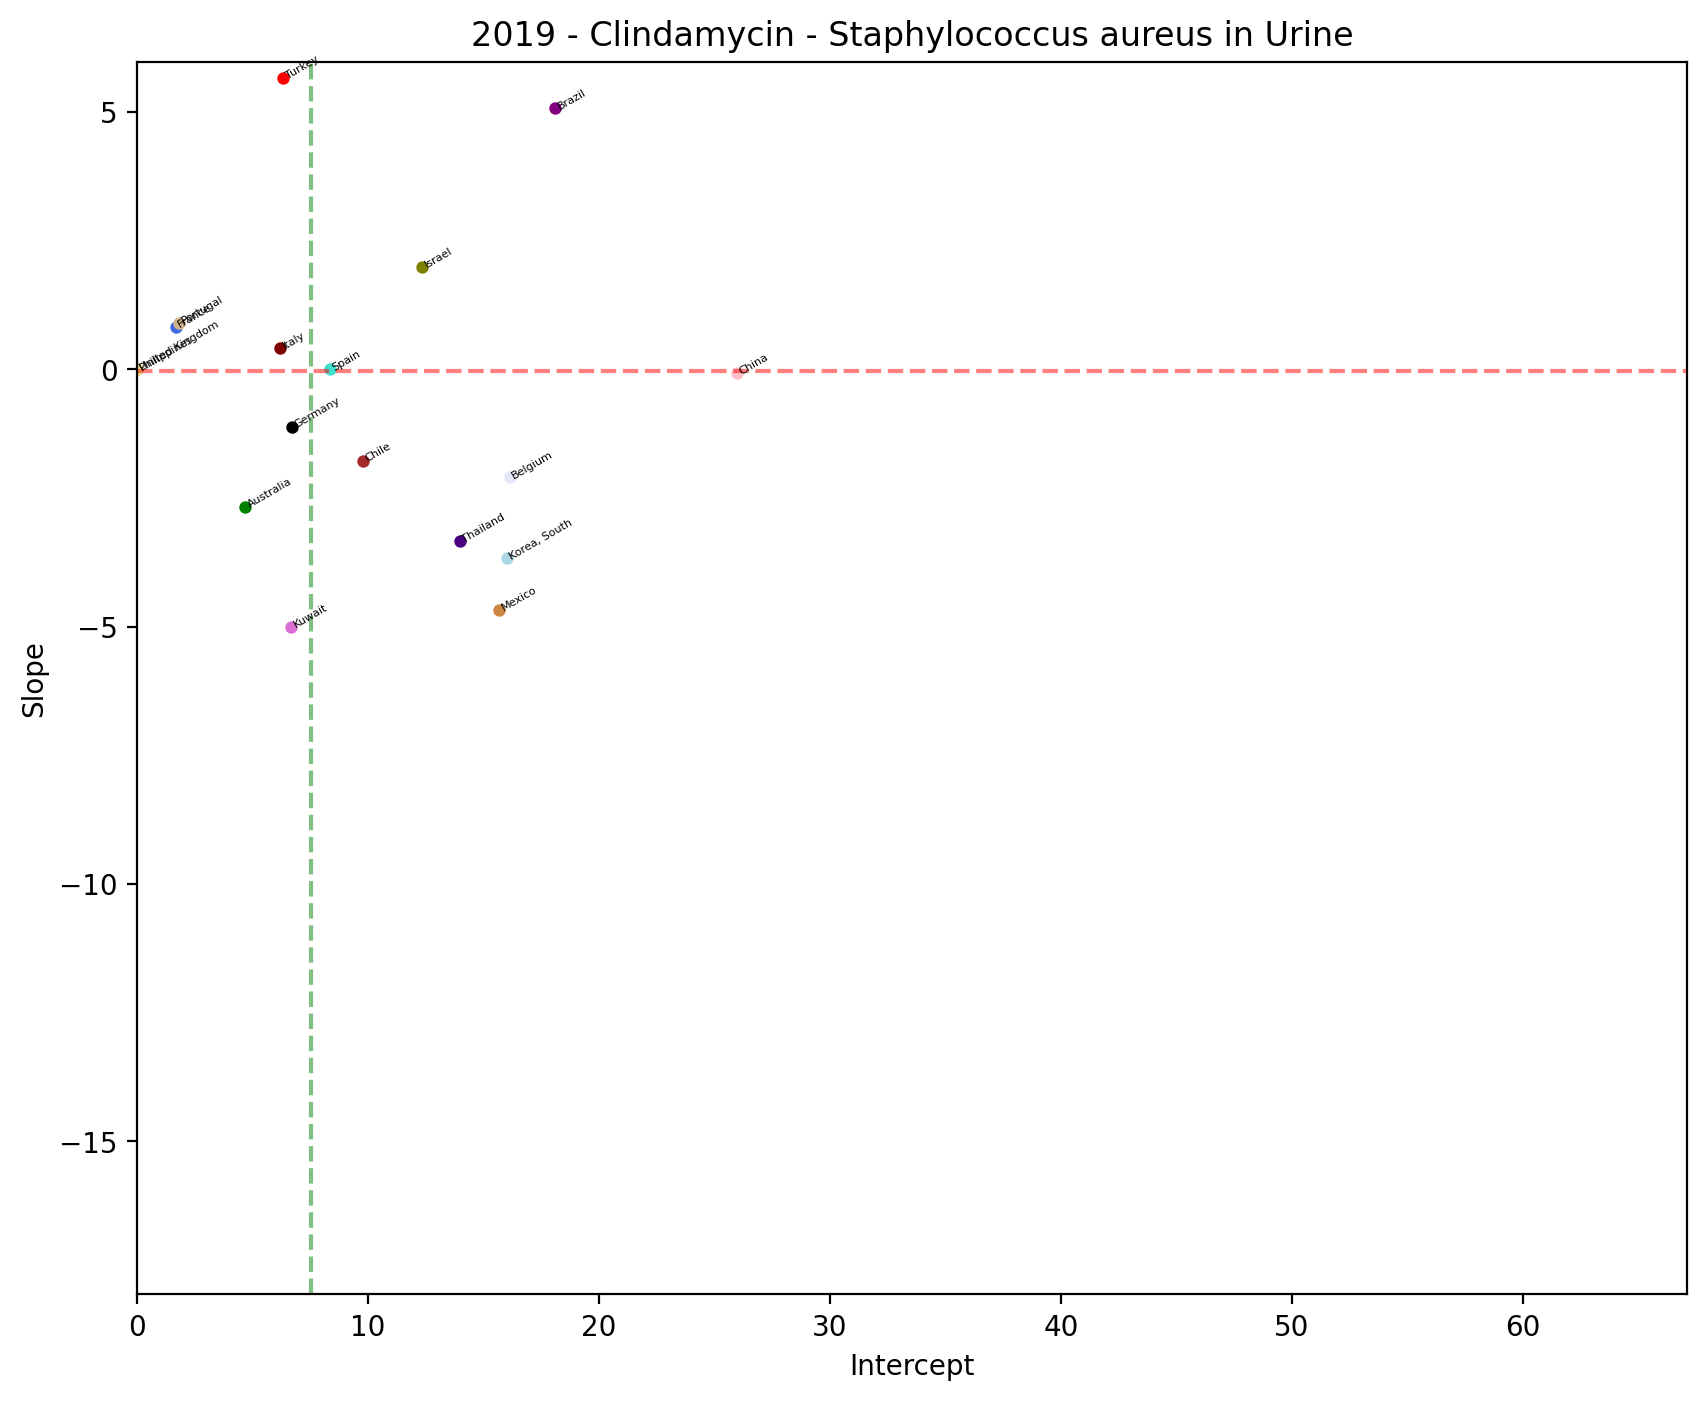 2019 - Clindamycin - Staphylococcus aureus in Urine
Turkey
Brazil
Israel
Portugal
France
United Kingdom
Philippines
Italy
Spain
China
Germany
Chile
Belgium
Australia
Thailand
Korea, South
Mexico
Kuwait
5
0
−5
−10
−15
Slope
0
10
20
30
40
50
60
Intercept